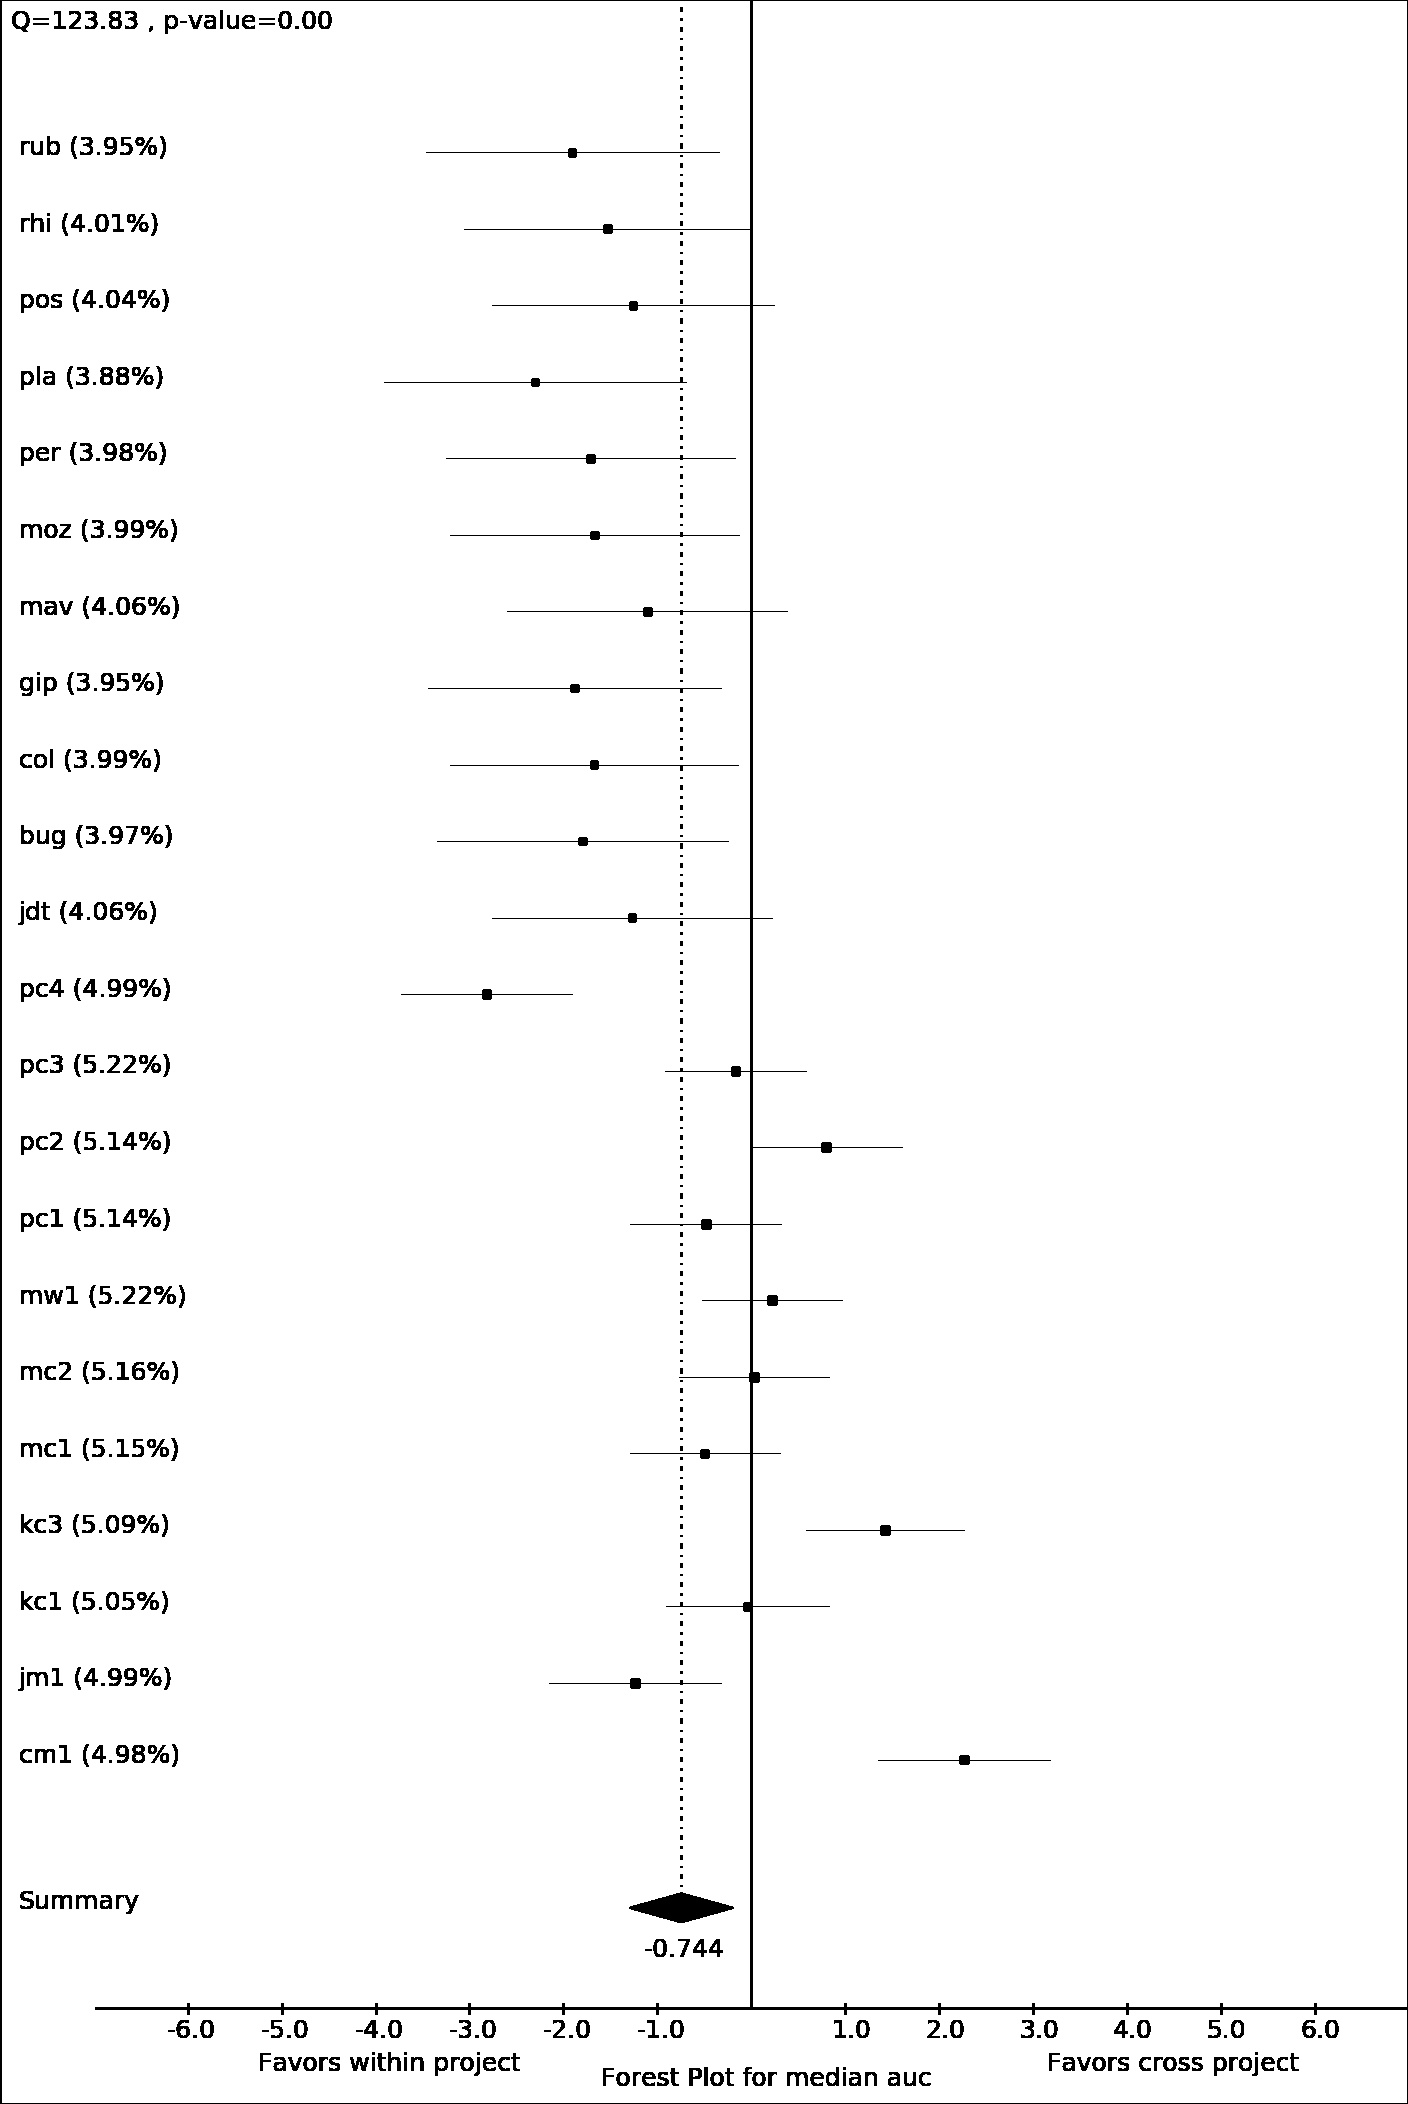 Q=123.83 , p-value=0.00
rub (3.95%)
rhi (4.01%)
pos (4.04%)
pla (3.88%)
per (3.98%)
moz (3.99%)
mav (4.06%)
gip (3.95%)
col (3.99%)
bug (3.97%)
jdt (4.06%)
pc4 (4.99%)
pc3 (5.22%)
pc2 (5.14%)
pc1 (5.14%)
mw1 (5.22%)
mc2 (5.16%)
mc1 (5.15%)
kc3 (5.09%)
kc1 (5.05%)
jm1 (4.99%)
cm1 (4.98%)
Summary
-0.744
-6.0 -5.0 -4.0 -3.0 -2.0 -1.0 1.0 2.0 3.0 4.0 5.0 6.0
Favors within project Favors cross project
Forest Plot for median auc